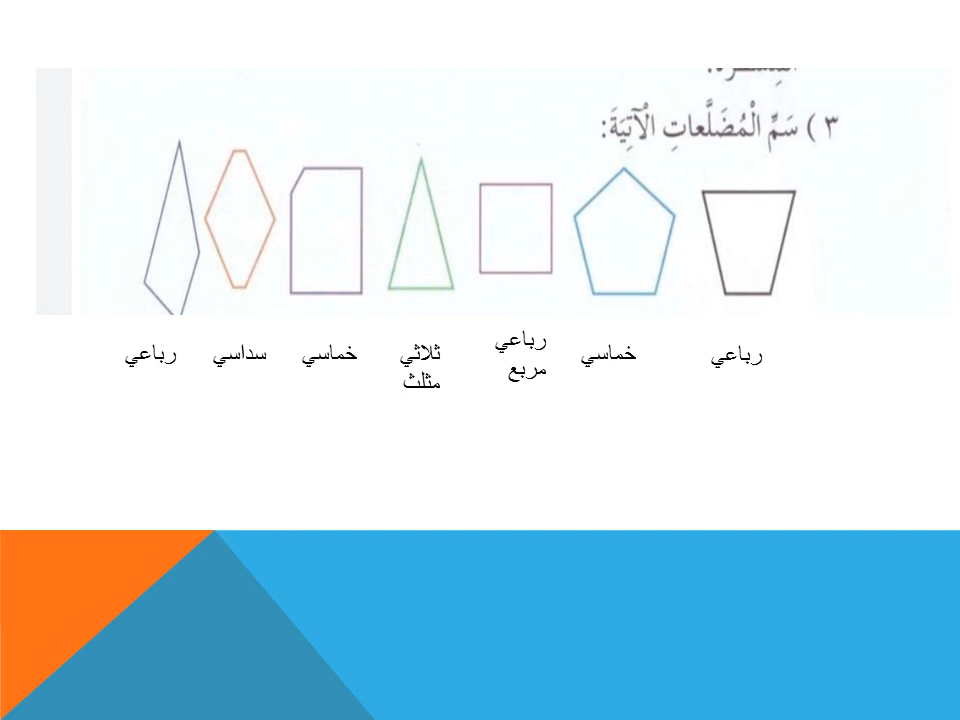 ٣ ) سَمِّ الْمُضَلَّعاتِ الْآتِيَةَ:
رباعي
خماسي
رباعي
مربع
ثلاثي
مثلث
خماسي
سداسي
رباعي